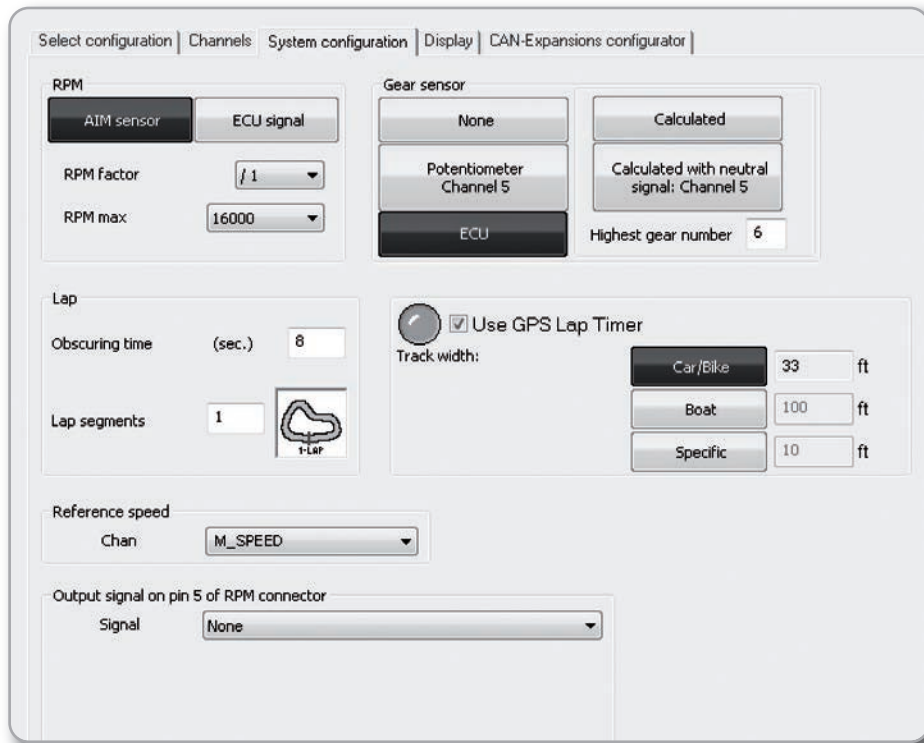 Select configuration Channels System configuration Display CAN-Expansions configurator
RPM
AIM sensor ECU signal
RPM factor / 1
RPM max 16000
Gear sensor
None Calculated
Potentiometer
Channel 5
Calculated with neutral
signal: Channel 5
ECU
Highest gear number 6
Lap
Obscuring time (sec.) 8
Lap segments 1
1-LAP
Use GPS Lap Timer
Track width:
Car/Bike 33 ft
Boat 100 ft
Specific 10 ft
Reference speed
Chan M_SPEED
Output signal on pin 5 of RPM connector
Signal None